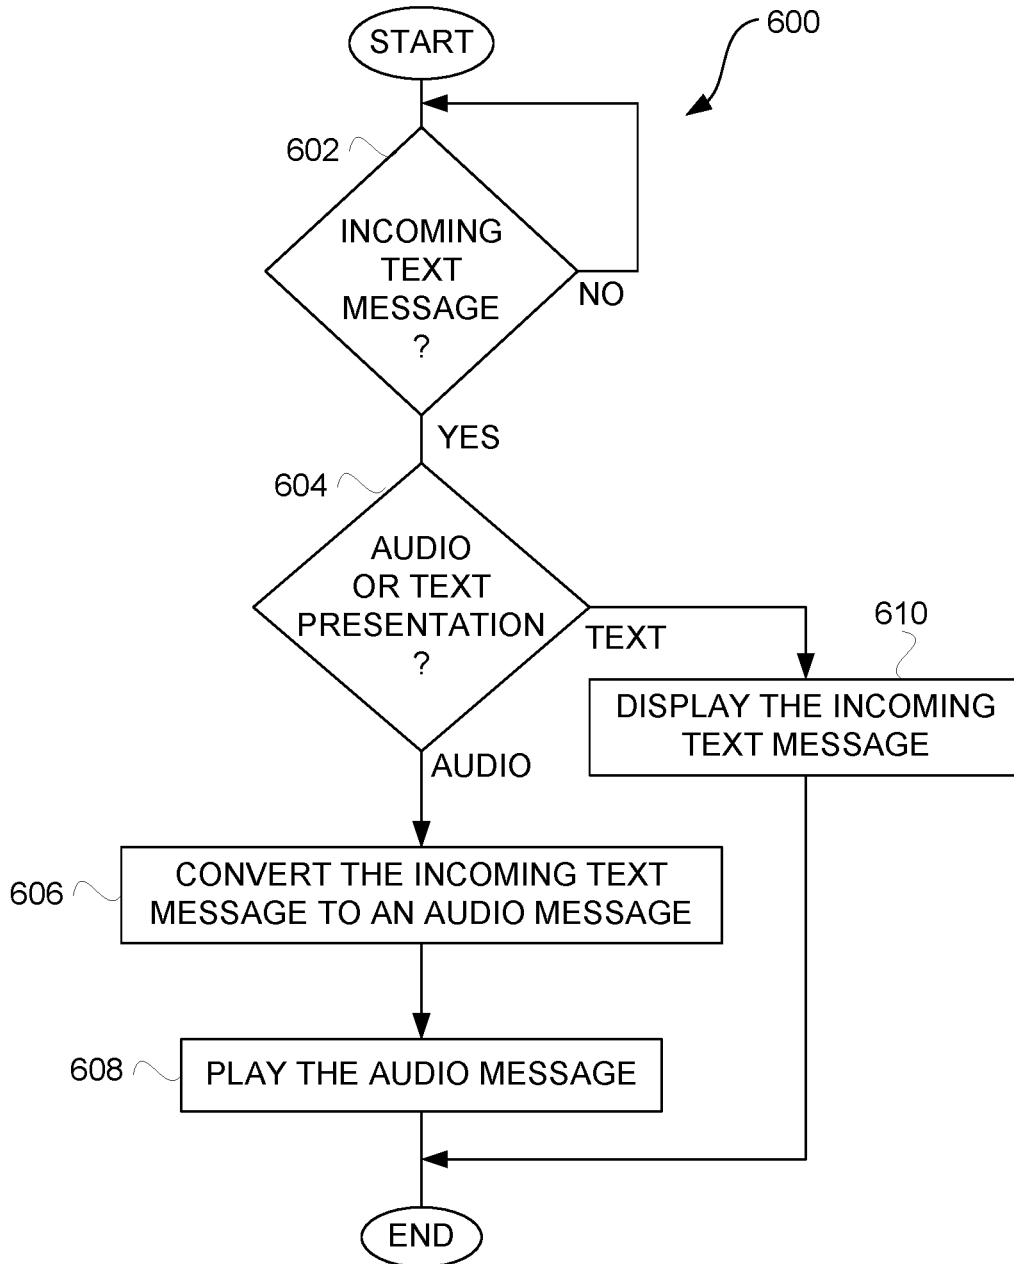 START
600
602
INCOMING
TEXT
MESSAGE
?
NO
YES
604
AUDIO
OR TEXT
PRESENTATION
?
TEXT
610
DISPLAY THE INCOMING
TEXT MESSAGE
AUDIO
606
CONVERT THE INCOMING TEXT
MESSAGE TO AN AUDIO MESSAGE
608
PLAY THE AUDIO MESSAGE
END